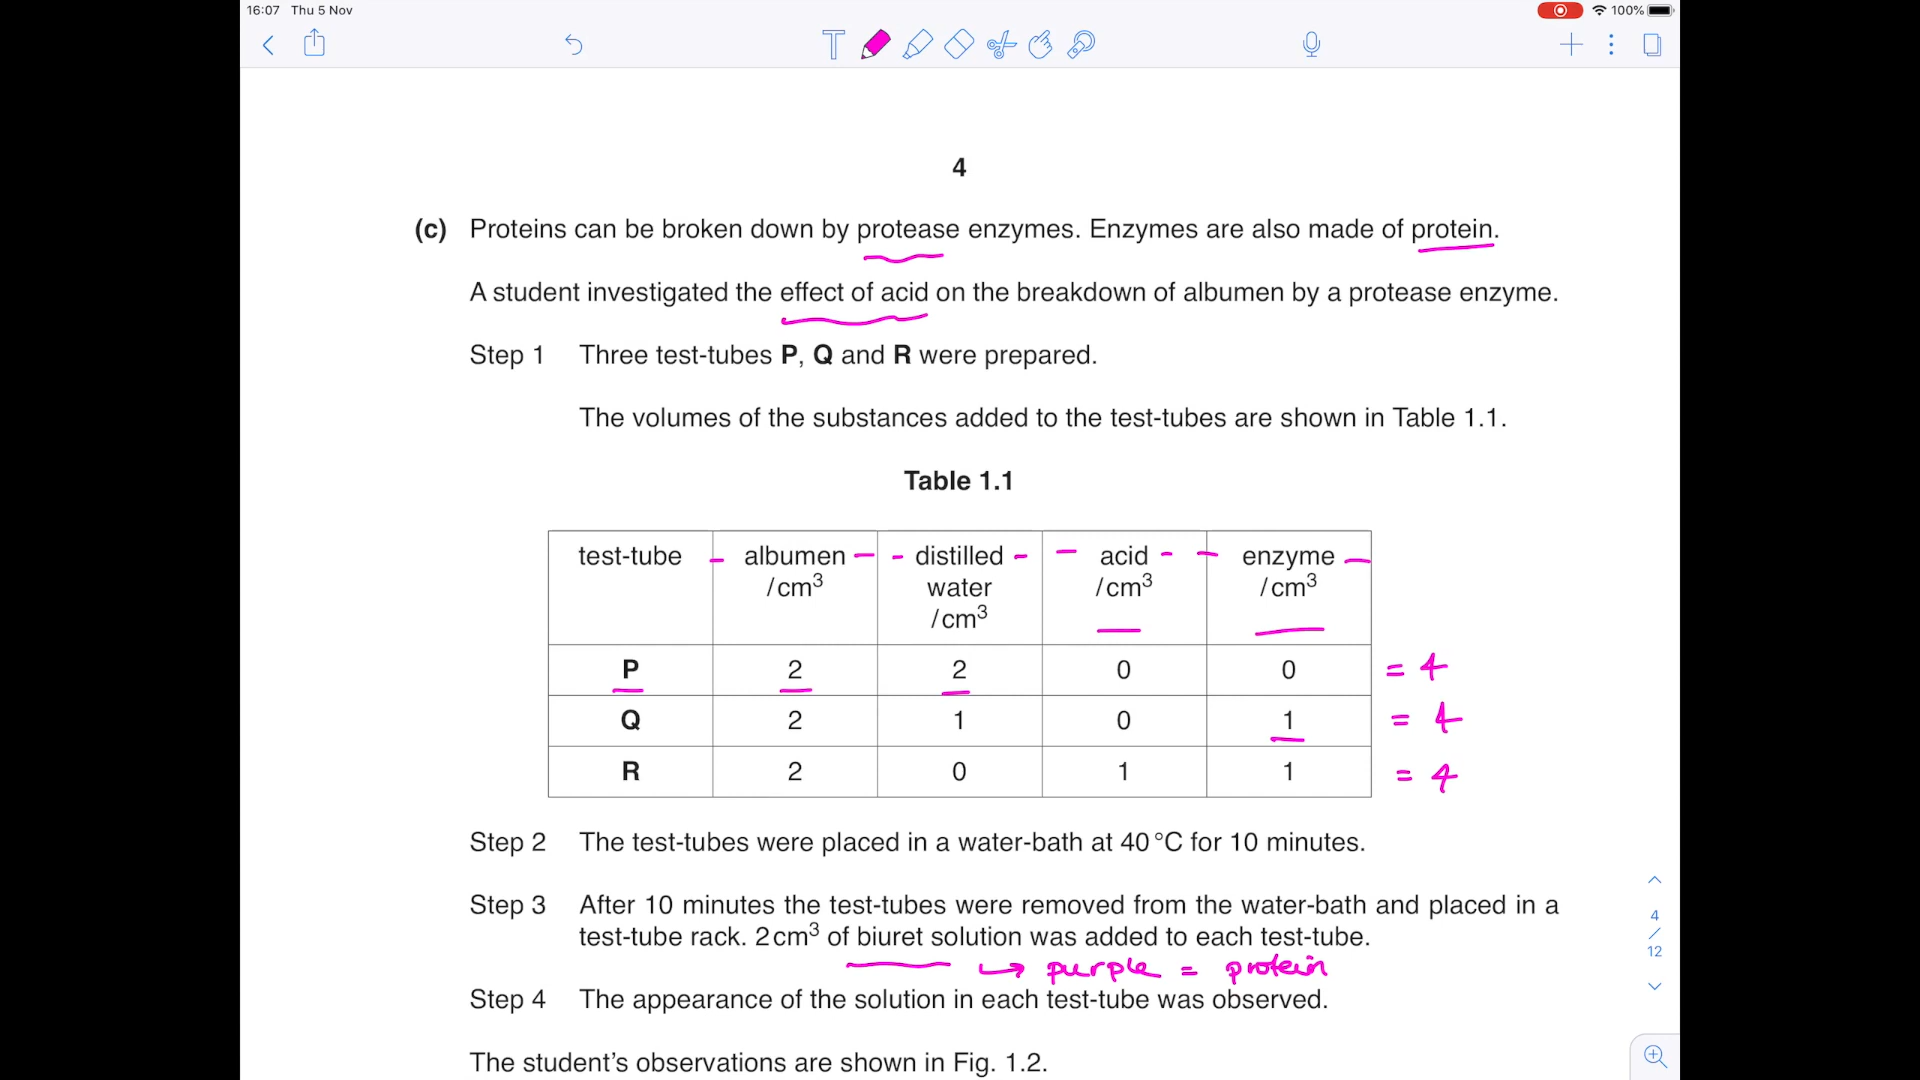 16:07 Thu 5 Nov
100%
T
4
(c) Proteins can be broken down by protease enzymes. Enzymes are also made of protein.
A student investigated the effect of acid on the breakdown of albumen by a protease enzyme.
Step 1 Three test-tubes P, Q and R were prepared.
The volumes of the substances added to the test-tubes are shown in Table 1.1.
Table 1.1
test-tube albumen /cm³ distilled water /cm³ acid /cm³ enzyme /cm³
P 2 2 0 0 = 4
Q 2 1 0 1 = 4
R 2 0 1 1 = 4
Step 2 The test-tubes were placed in a water-bath at 40 °C for 10 minutes.
Step 3 After 10 minutes the test-tubes were removed from the water-bath and placed in a
test-tube rack. 2 cm³ of biuret solution was added to each test-tube.
→ purple = protein
Step 4 The appearance of the solution in each test-tube was observed.
The student's observations are shown in Fig. 1.2.
4
/
12